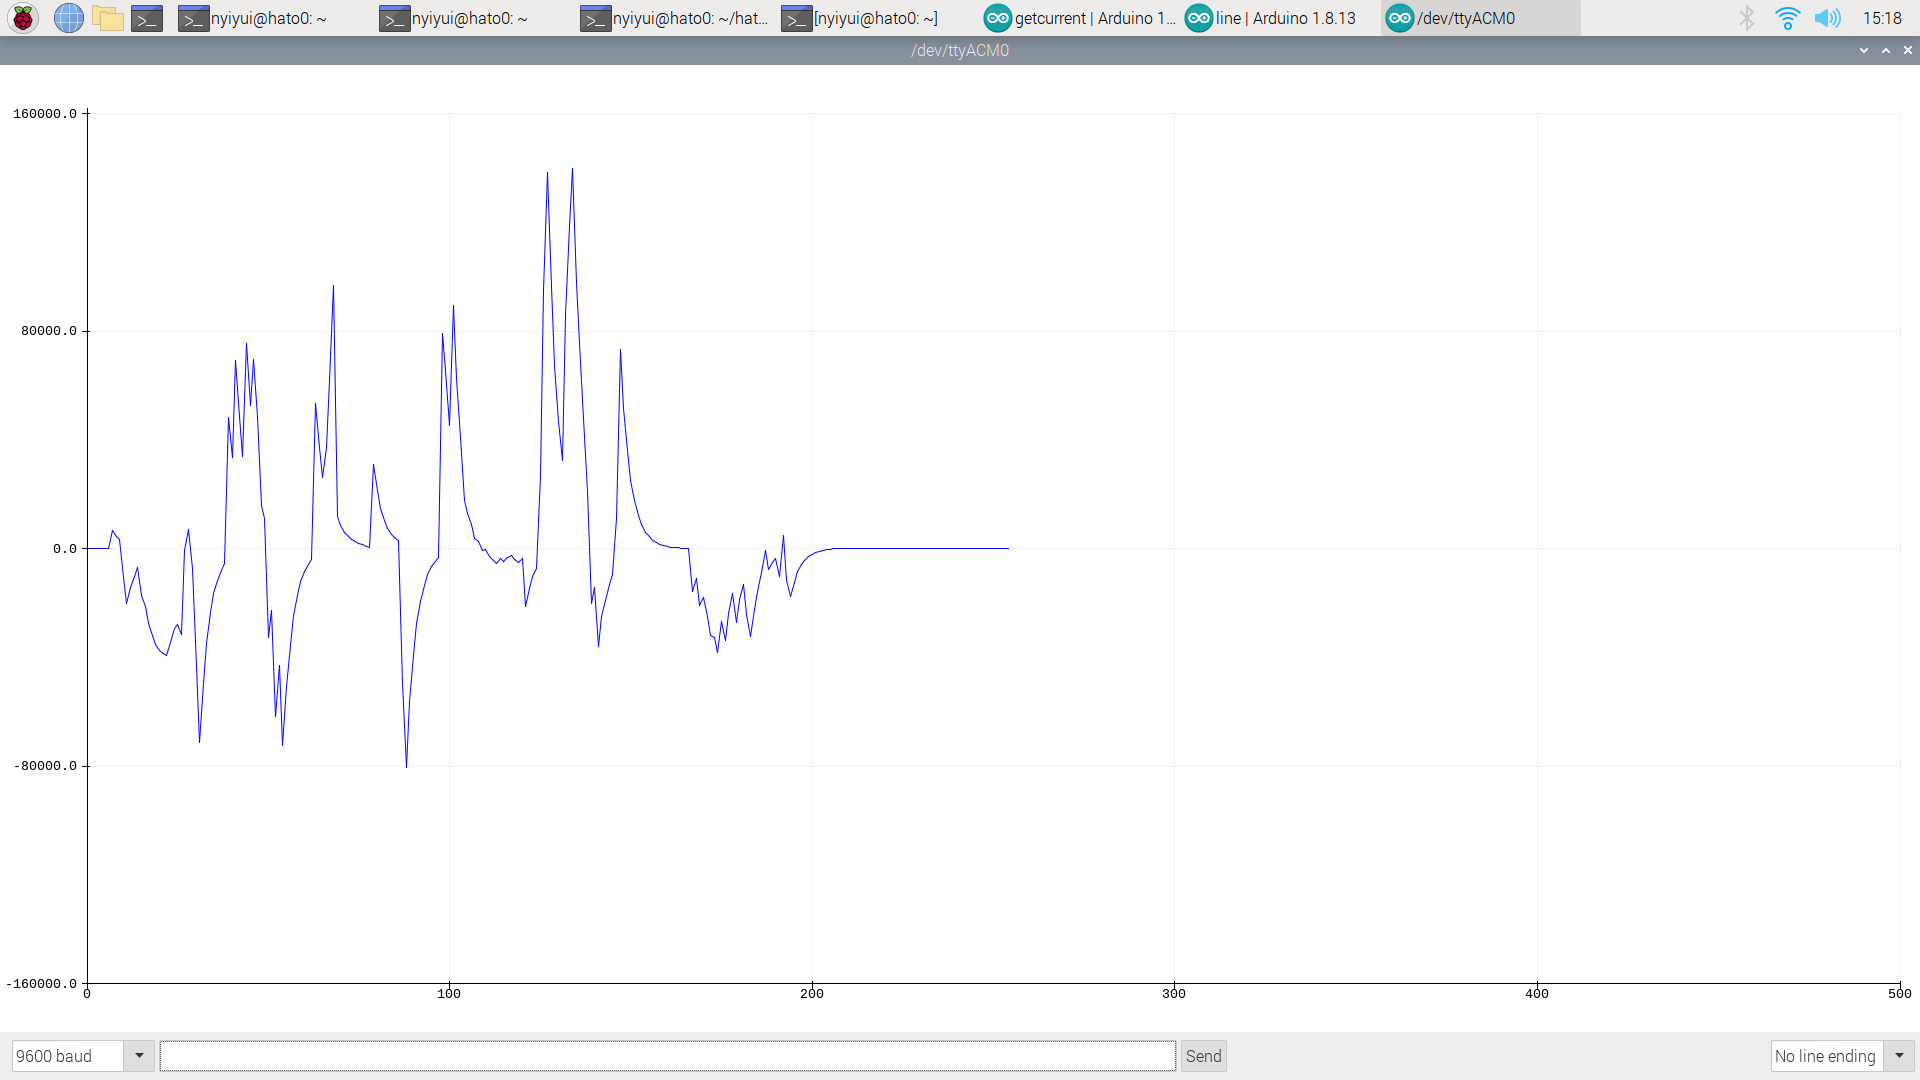 nyiyui@hato0: ~ nyiyui@hato0: ~ nyiyui@hato0: ~/hat... [nyiyui@hato0: ~] getcurrent | Arduino 1... line | Arduino 1.8.13 /dev/ttyACM0 15:18
/dev/ttyACM0
160000.0
80000.0
0.0
-80000.0
-160000.0
0 100 200 300 400 500
9600 baud Send No line ending